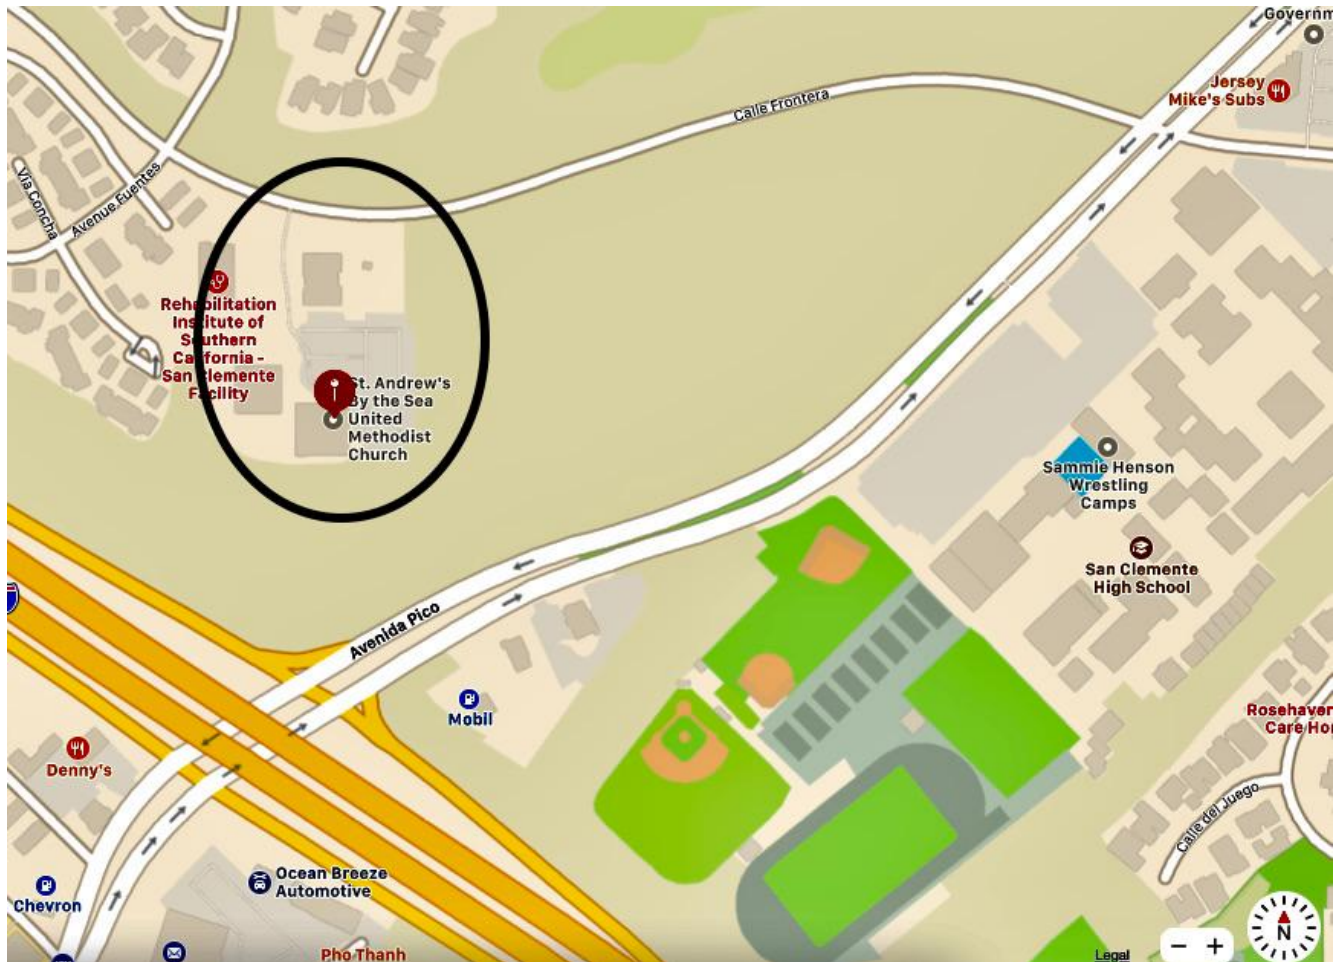 Governm
Jersey
Mike's Subs
Calle Frontera
Via Concha
Avenue Fuentes
Rehabilitation
Institute of
Southern
California -
San Clemente
Facility
St. Andrew's
By the Sea
United
Methodist
Church
Sammie Henson
Wrestling
Camps
San Clemente
High School
Avenida Pico
Mobil
Rosehaven
Care Ho
Denny's
Calle del Juego
Ocean Breeze
Automotive
Chevron
Pho Thanh
Legal
− +
N